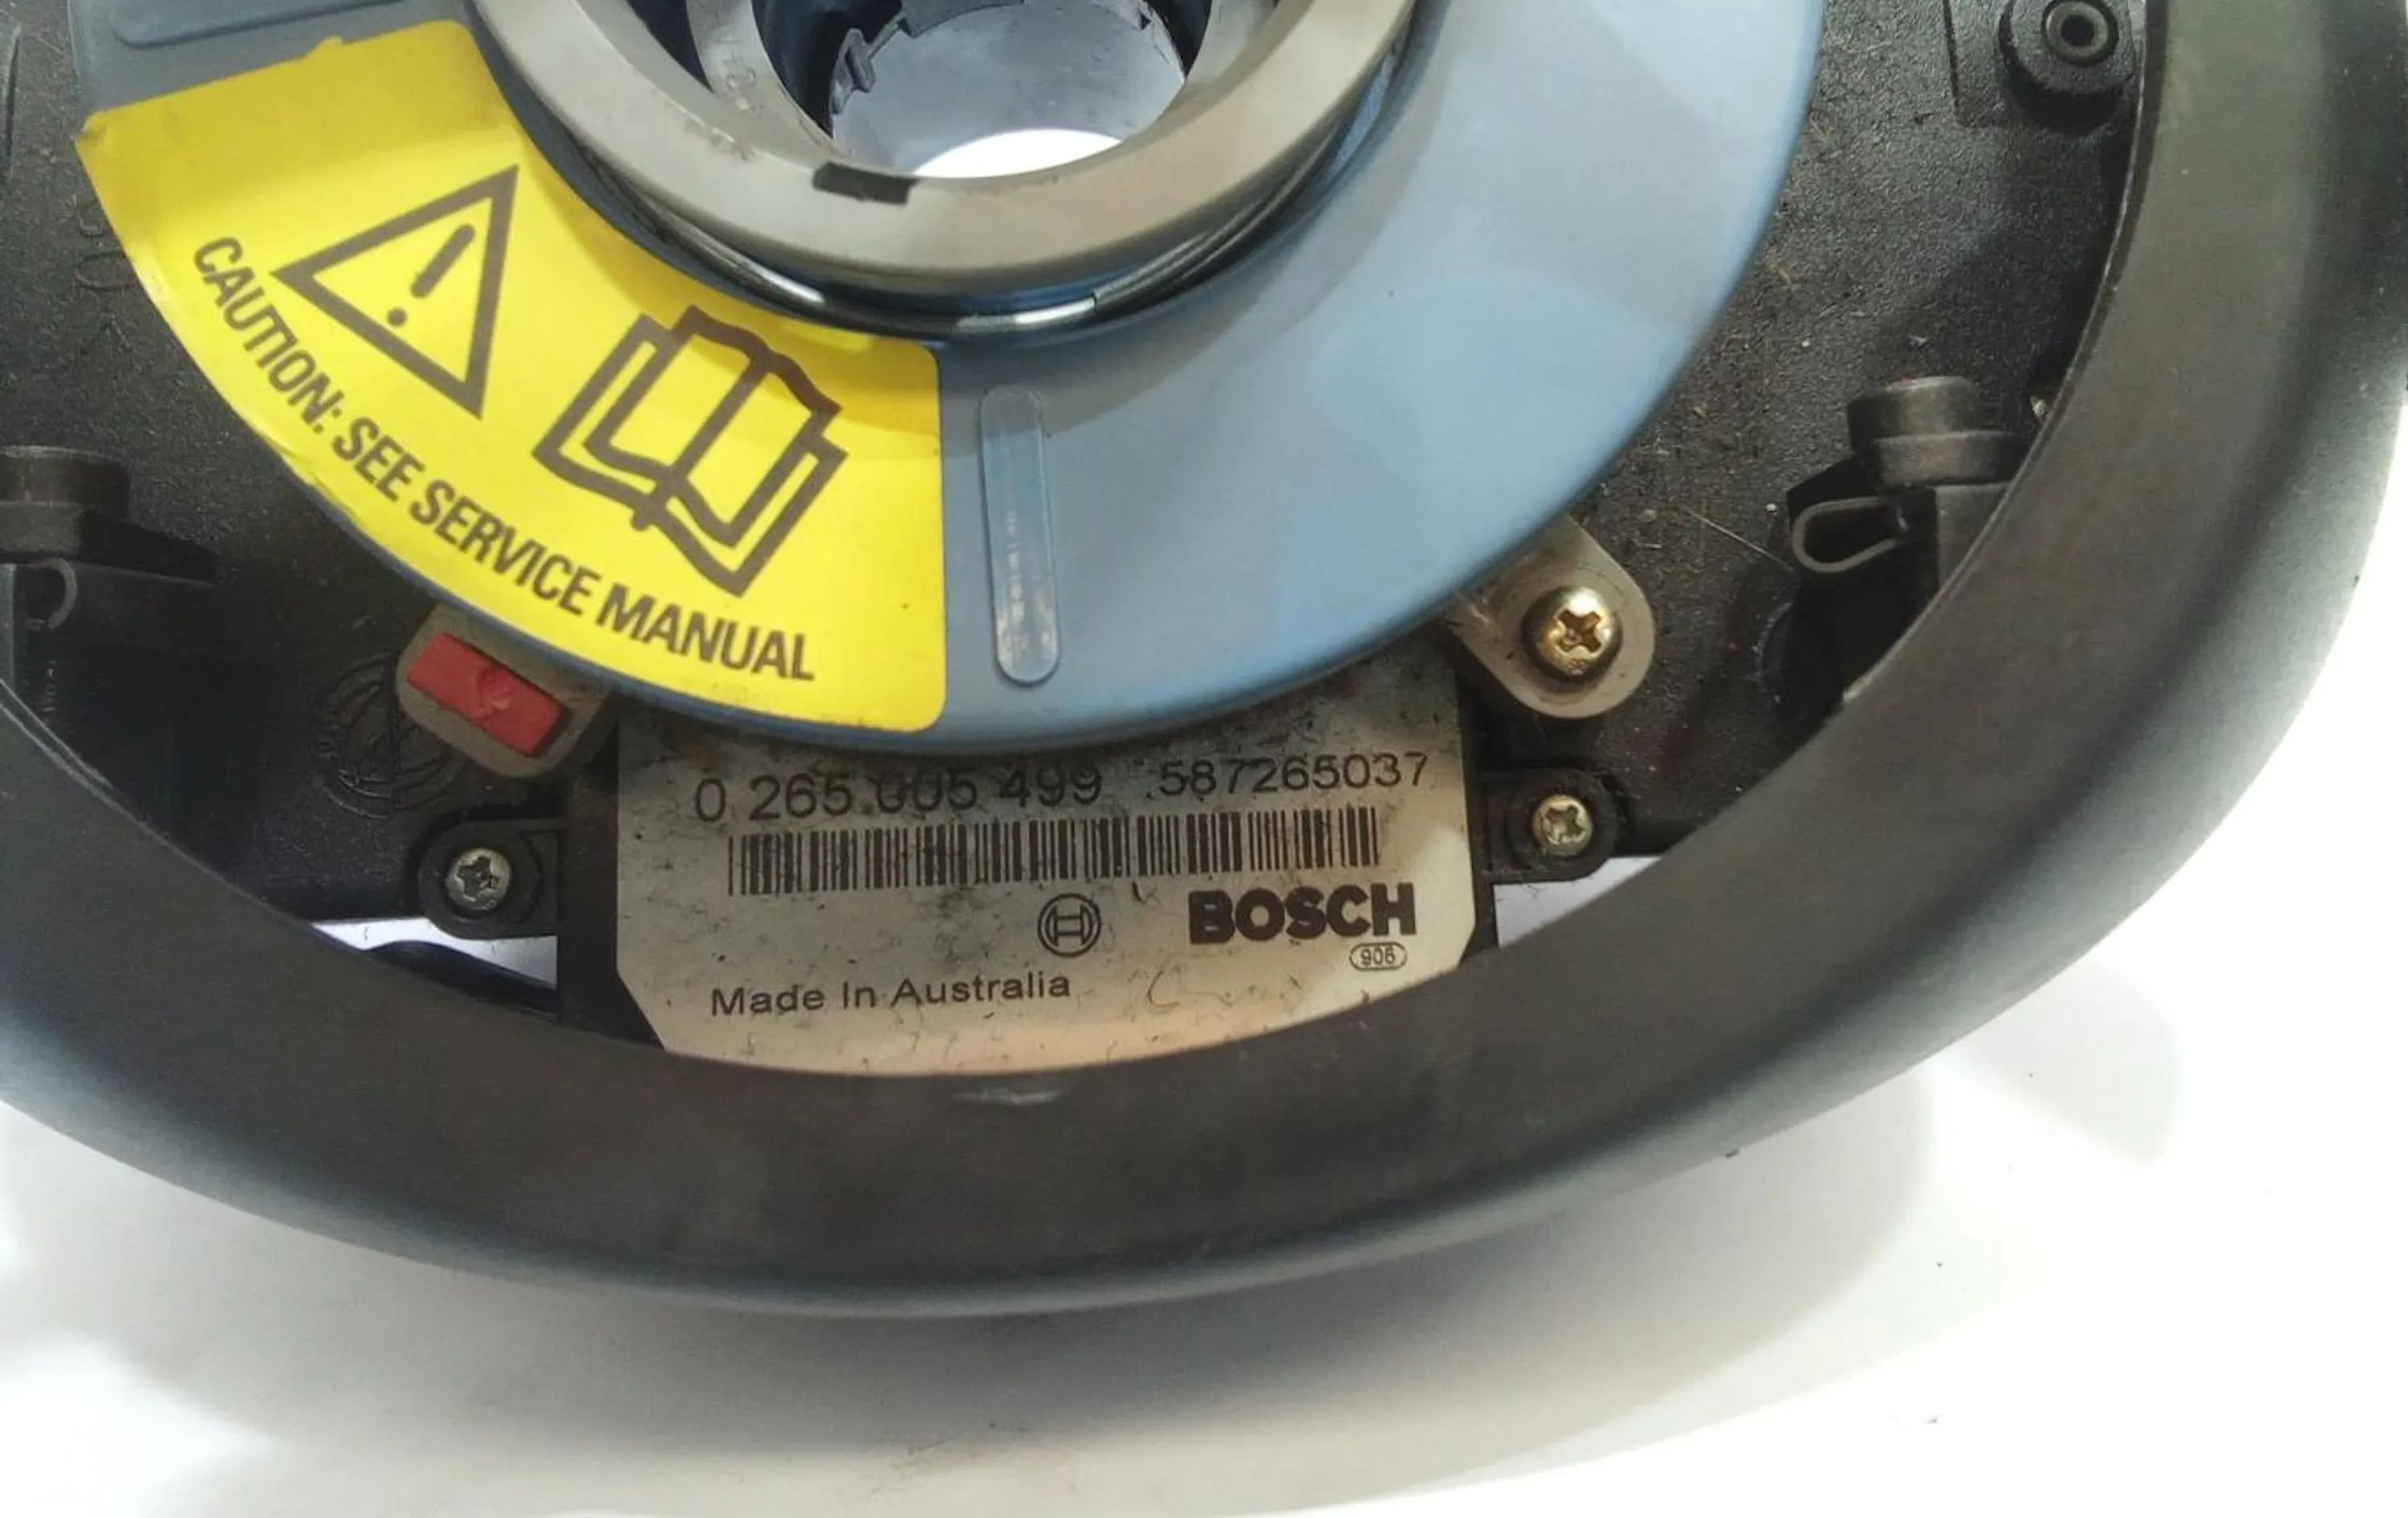 CAUTION: SEE SERVICE MANUAL
0 265 005 499 587265037
BOSCH
906
Made In Australia